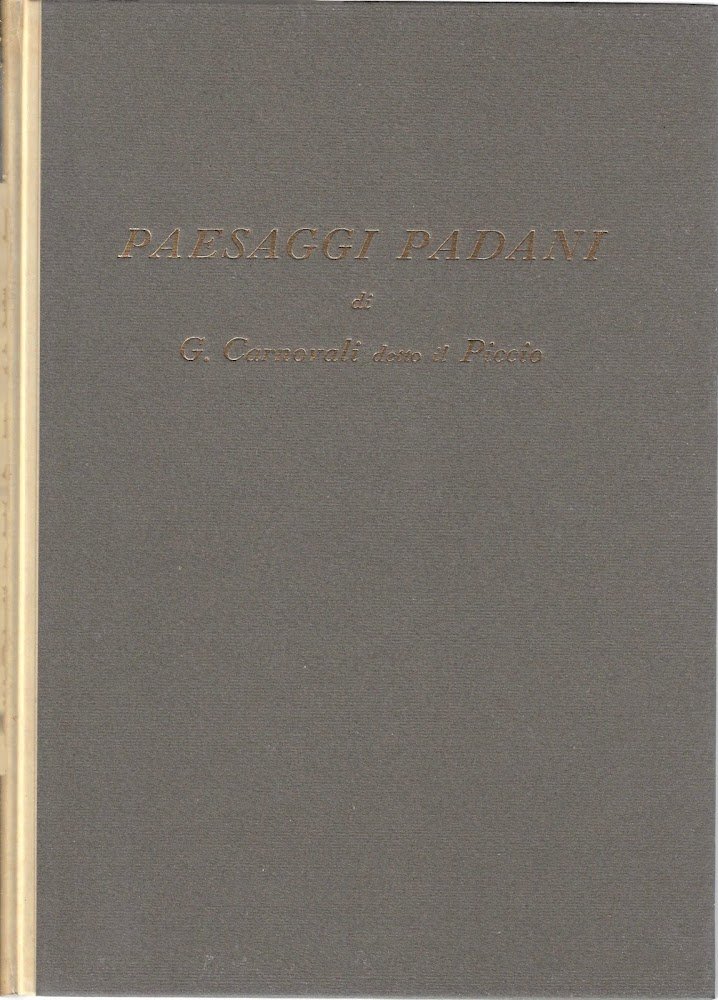 PAESAGGI PADANI
di
G. Carnovali detto il Piccio